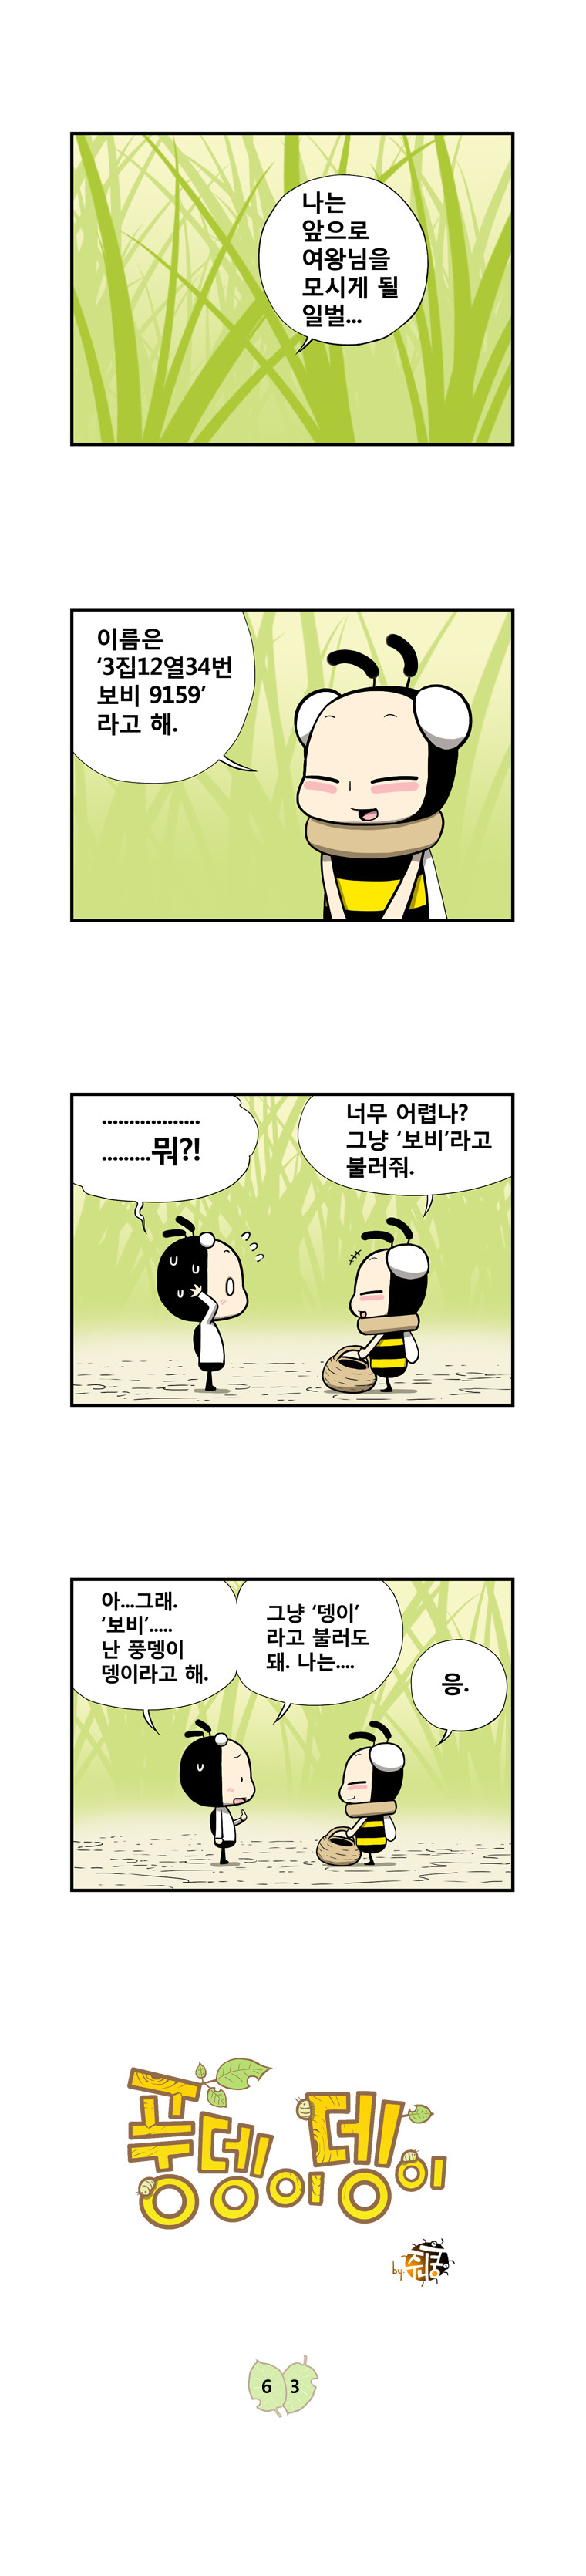 나는
앞으로
여왕님을
모시게 될
일벌...
이름은
‘3집12열34번
보비 9159’
라고 해.
..................
.........뭐?!
너무 어렵나?
그냥 ‘보비’라고
불러줘.
아...그래.
‘보비’.....
난 풍뎅이
뎅이라고 해.
그냥 ‘뎅이’
라고 불러도
돼. 나는....
응.
풍뎅이뎅이
by.쉬룽
6 3